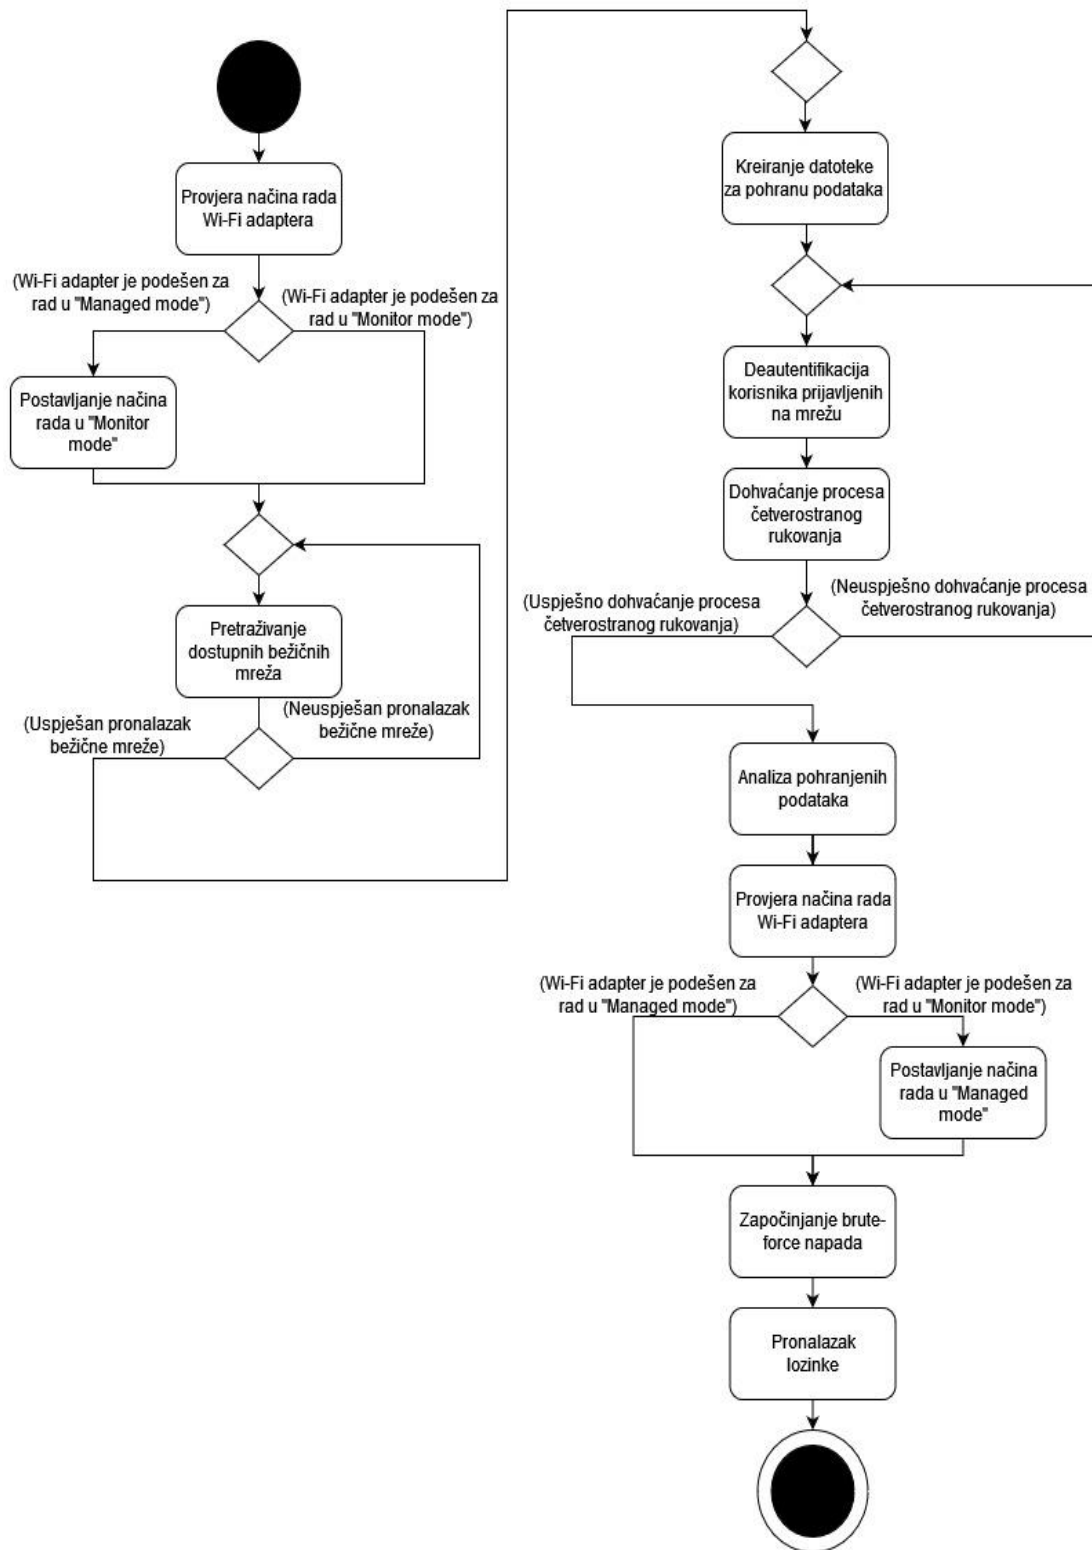 Provjera načina rada
Wi-Fi adaptera
(Wi-Fi adapter je podešen za
rad u "Managed mode")
(Wi-Fi adapter je podešen za
rad u "Monitor mode")
Postavljanje načina
rada u "Monitor
mode"
Pretraživanje
dostupnih bežičnih
mreža
(Uspješan pronalazak
bežične mreže)
(Neuspješan pronalazak
bežične mreže)
Kreiranje datoteke
za pohranu podataka
Deautentifikacija
korisnika prijavljenih
na mrežu
Dohvaćanje procesa
četverostranog
rukovanja
(Uspješno dohvaćanje procesa
četverostranog rukovanja)
(Neuspješno dohvaćanje procesa
četverostranog rukovanja)
Analiza pohranjenih
podataka
Provjera načina rada
Wi-Fi adaptera
(Wi-Fi adapter je podešen za
rad u "Managed mode")
(Wi-Fi adapter je podešen za
rad u "Monitor mode")
Postavljanje načina
rada u "Managed
mode"
Započinjanje brute-
force napada
Pronalazak
lozinke